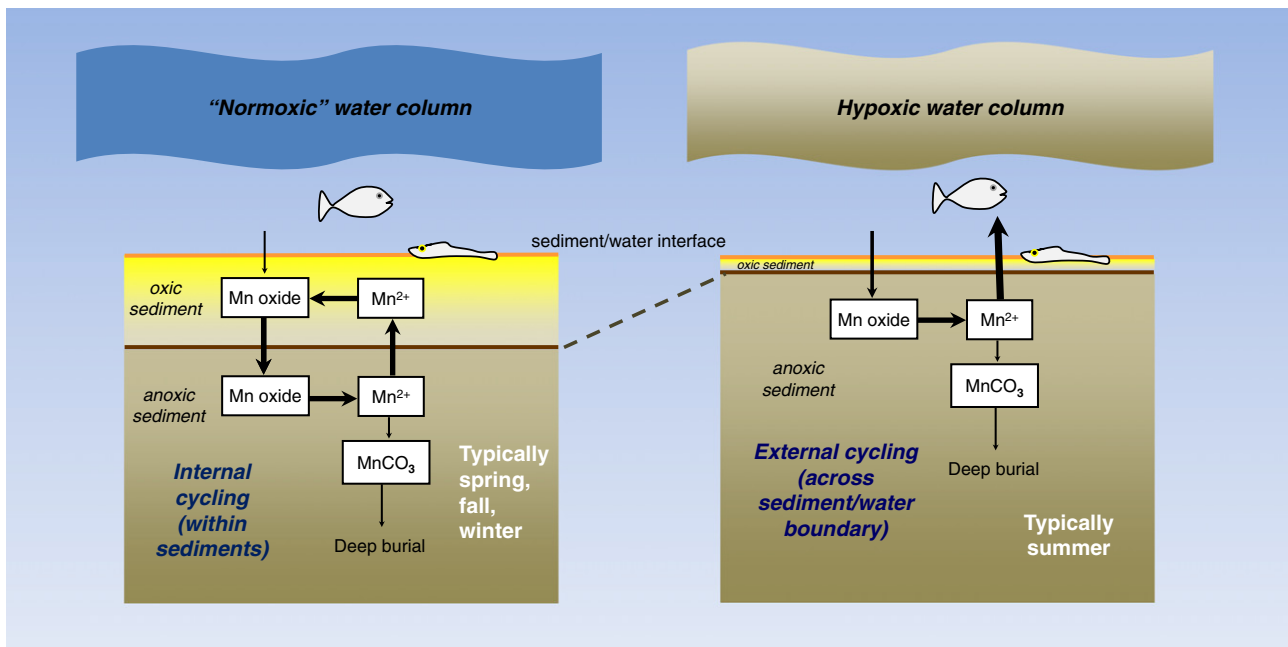 “Normoxic” water column
Hypoxic water column
sediment/water interface
oxic
sediment
Mn oxide
Mn²⁺
anoxic
sediment
Mn oxide
Mn²⁺
MnCO₃
Deep burial
Internal
cycling
(within
sediments)
Typically
spring,
fall,
winter
oxic sediment
Mn oxide
Mn²⁺
anoxic
sediment
MnCO₃
Deep burial
External cycling
(across
sediment/water
boundary)
Typically
summer